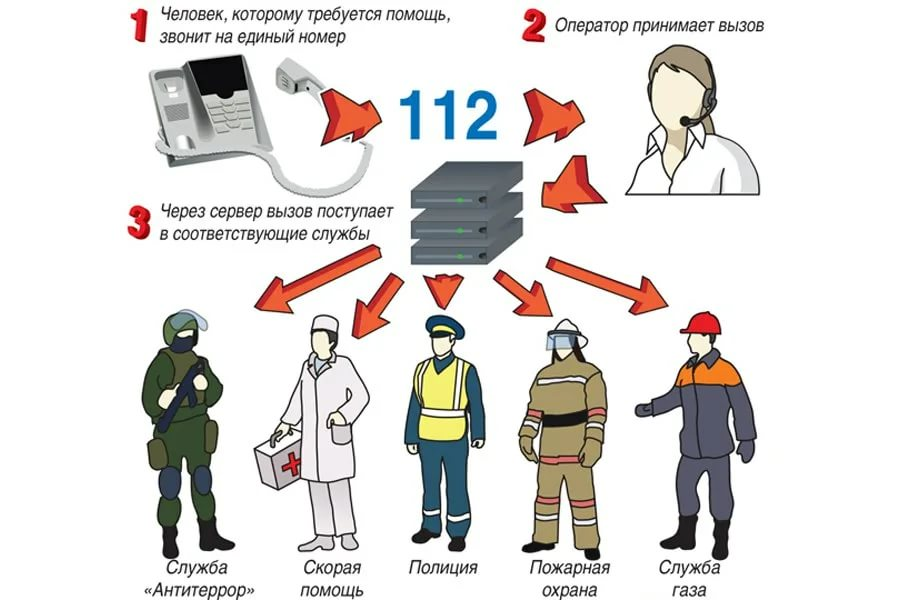 1 Человек, которому требуется помощь,
звонит на единый номер
2 Оператор принимает вызов
112
3 Через сервер вызов поступает
в соответствующие службы
Служба
«Антитеррор»
Скорая
помощь
Полиция
Пожарная
охрана
Служба
газа